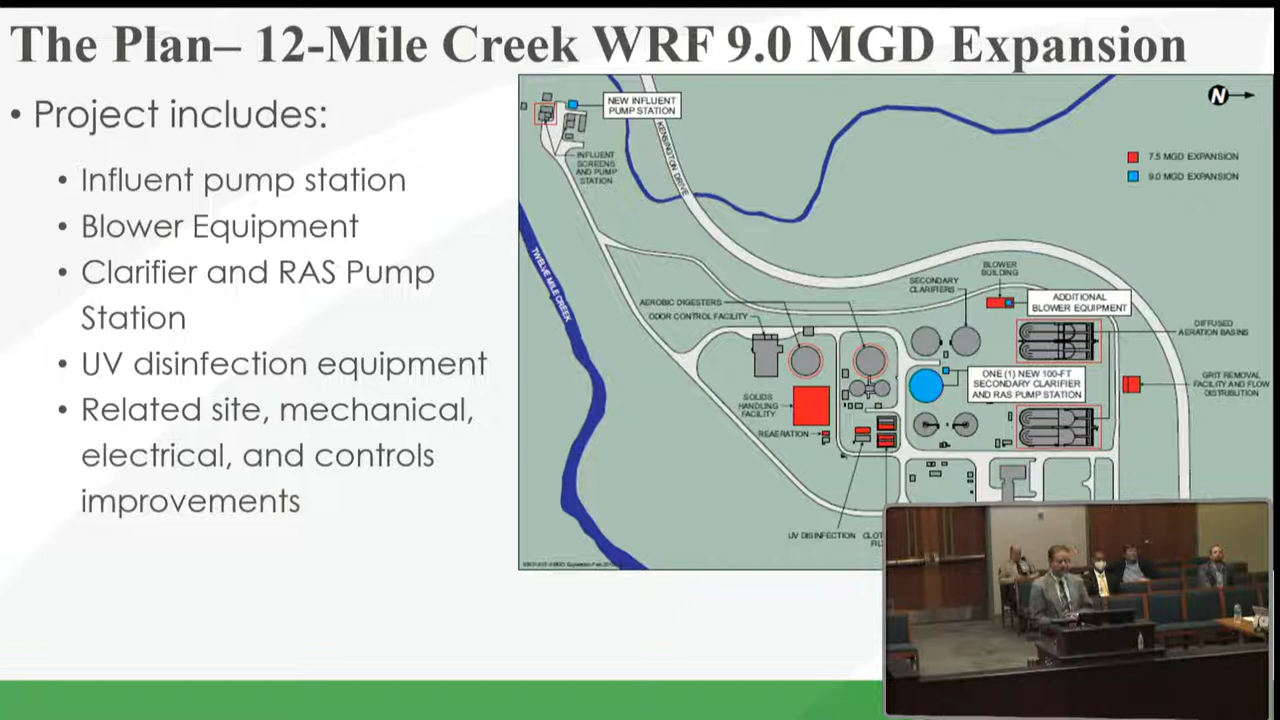 The Plan– 12-Mile Creek WRF 9.0 MGD Expansion
• Project includes:
• Influent pump station
• Blower Equipment
• Clarifier and RAS Pump
Station
• UV disinfection equipment
• Related site, mechanical,
electrical, and controls
improvements
NEW INFLUENT
PUMP STATION
N
INFLUENT
SCREENS
AND PUMP
STATION
KENSINGTON DRIVE
7.5 MGD EXPANSION
9.0 MGD EXPANSION
TWELVE MILE CREEK
AEROBIC DIGESTERS
ODOR CONTROL FACILITY
SECONDARY
CLARIFIERS
BLOWER
BUILDING
ADDITIONAL
BLOWER EQUIPMENT
DIFFUSED
AERATION BASINS
ONE (1) NEW 100-FT
SECONDARY CLARIFIER
AND RAS PUMP STATION
GRIT REMOVAL
FACILITY AND FLOW
DISTRIBUTION
SOLIDS
HANDLING
FACILITY
REAERATION
UV DISINFECTION